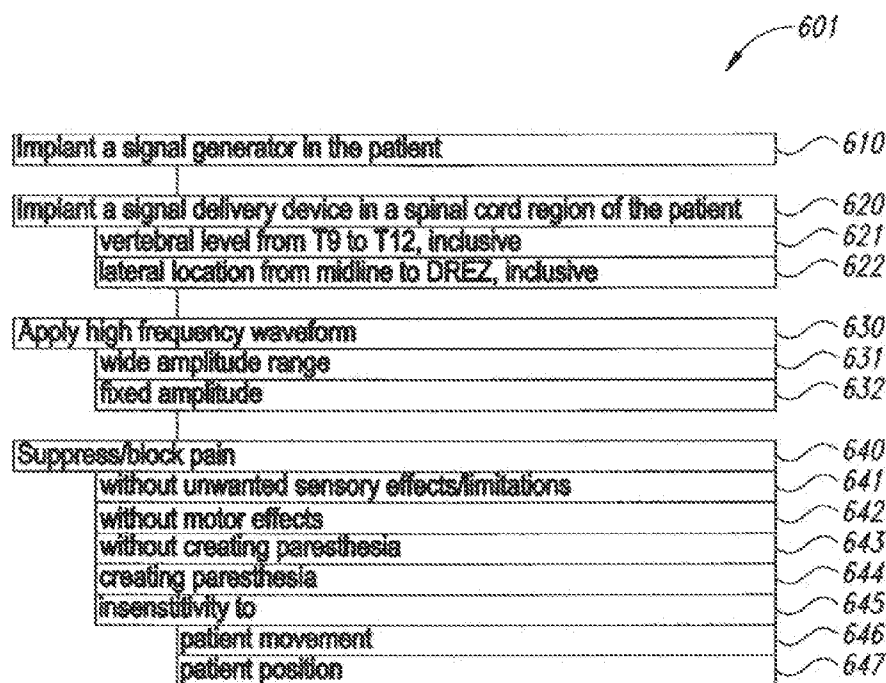 601
Implant a signal generator in the patient 610
Implant a signal delivery device in a spinal cord region of the patient 620
vertebral level from T9 to T12, inclusive 621
lateral location from midline to DREZ, inclusive 622
Apply high frequency waveform 630
wide amplitude range 631
fixed amplitude 632
Suppress/block pain 640
without unwanted sensory effects/limitations 641
without motor effects 642
without creating paresthesia 643
creating paresthesia 644
insenstitivity to 645
patient movement 646
patient position 647